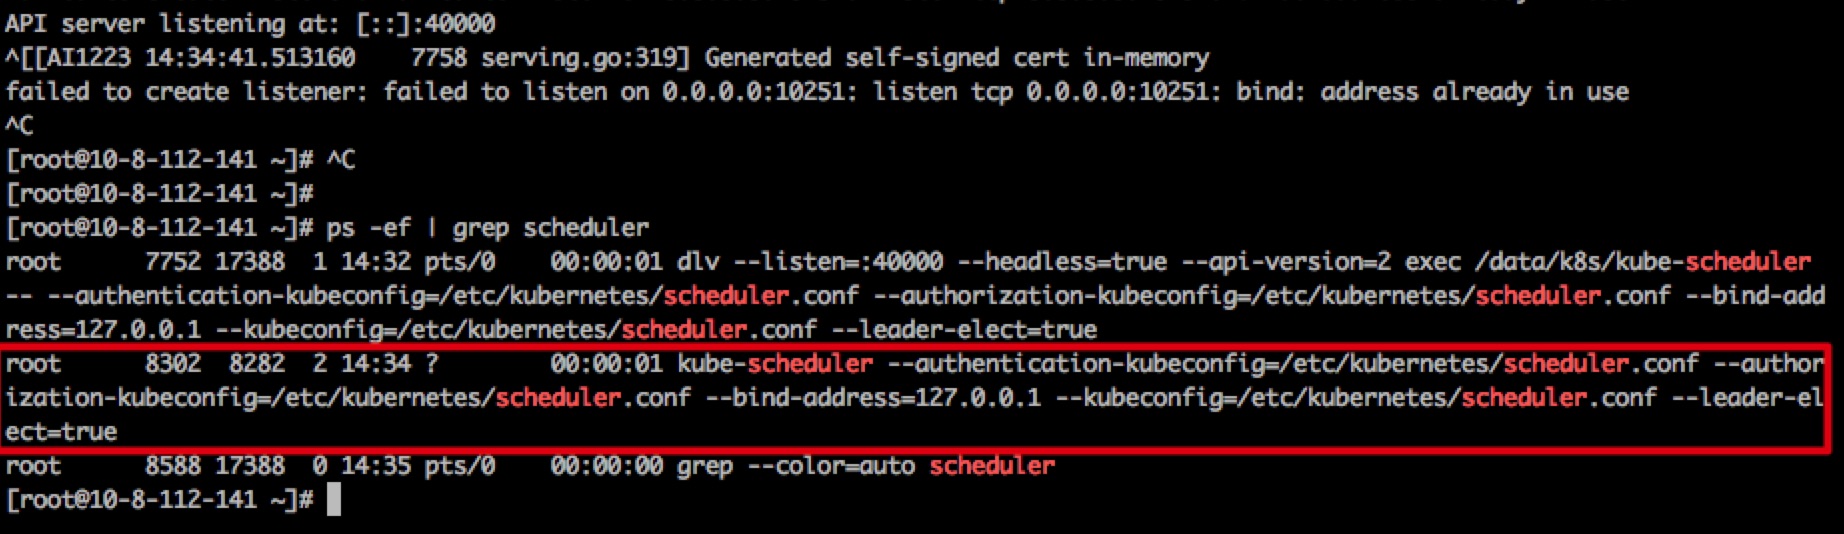 API server listening at: [::]:40000
^[[AI1223 14:34:41.513160    7758 serving.go:319] Generated self-signed cert in-memory
failed to create listener: failed to listen on 0.0.0.0:10251: listen tcp 0.0.0.0:10251: bind: address already in use
^C
[root@10-8-112-141 ~]# ^C
[root@10-8-112-141 ~]#
[root@10-8-112-141 ~]# ps -ef | grep scheduler
root      7752 17388  1 14:32 pts/0    00:00:01 dlv --listen=:40000 --headless=true --api-version=2 exec /data/k8s/kube-scheduler
-- --authentication-kubeconfig=/etc/kubernetes/scheduler.conf --authorization-kubeconfig=/etc/kubernetes/scheduler.conf --bind-add
ress=127.0.0.1 --kubeconfig=/etc/kubernetes/scheduler.conf --leader-elect=true
root      8302  8282  2 14:34 ?        00:00:01 kube-scheduler --authentication-kubeconfig=/etc/kubernetes/scheduler.conf --author
ization-kubeconfig=/etc/kubernetes/scheduler.conf --bind-address=127.0.0.1 --kubeconfig=/etc/kubernetes/scheduler.conf --leader-el
ect=true
root      8588 17388  0 14:35 pts/0    00:00:00 grep --color=auto scheduler
[root@10-8-112-141 ~]#